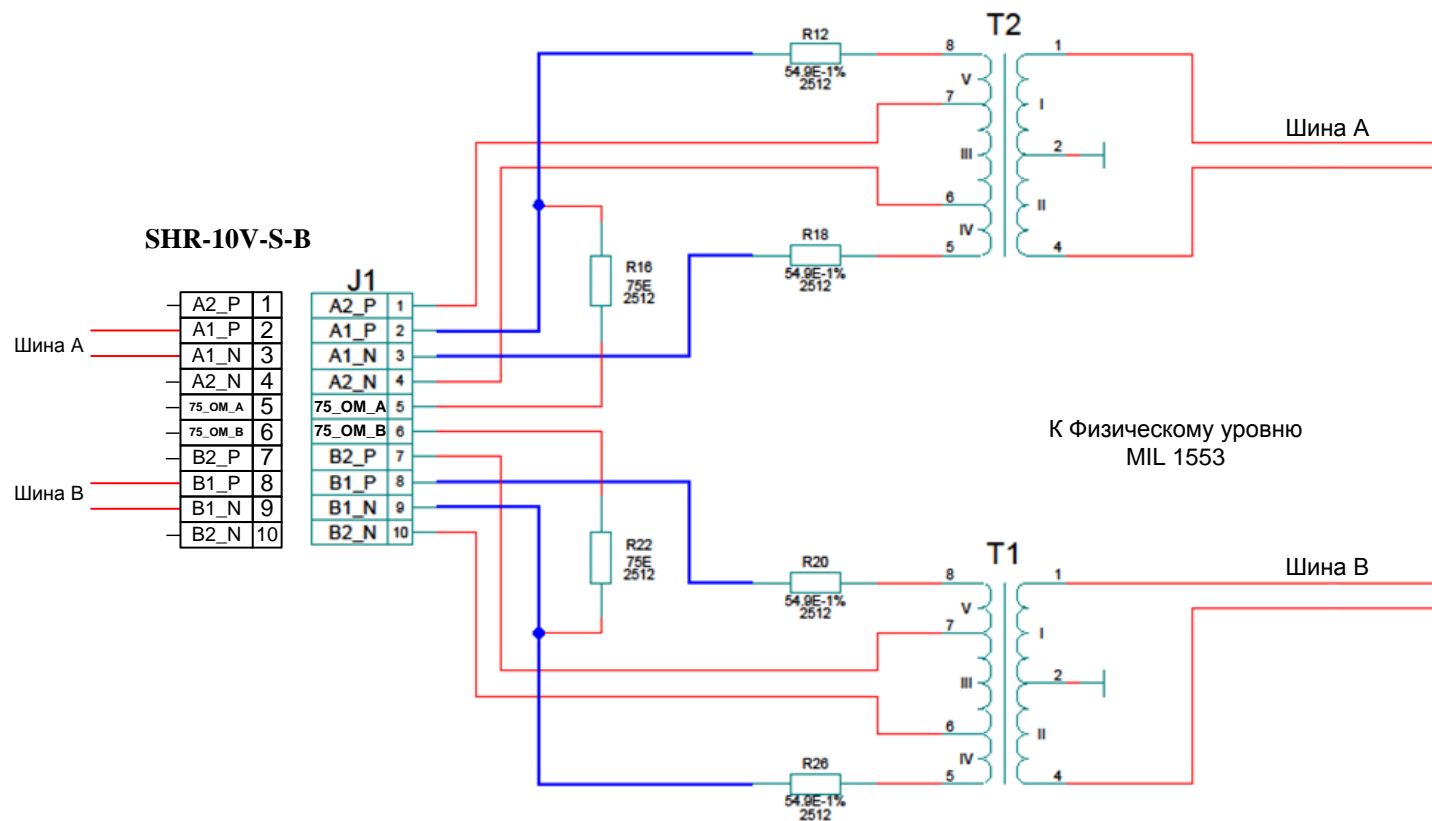 T2
R12
54.9E-1%
2512
8
1
V
7
I
Шина А
III
2
6
II
IV
R18
5
4
54.9E-1%
2512
R16
75E
2512
SHR-10V-S-B
J1
A2_P 1
A1_P 2
A1_N 3
A2_N 4
75_OM_A 5
75_OM_B 6
B2_P 7
B1_P 8
B1_N 9
B2_N 10
Шина А
Шина В
A2_P 1
A1_P 2
A1_N 3
A2_N 4
75_OM_A 5
75_OM_B 6
B2_P 7
B1_P 8
B1_N 9
B2_N 10
К Физическому уровню
MIL 1553
R22
75E
2512
T1
R20
54.9E-1%
2512
8
1
V
7
I
Шина В
III
2
6
II
IV
R26
5
4
54.9E-1%
2512